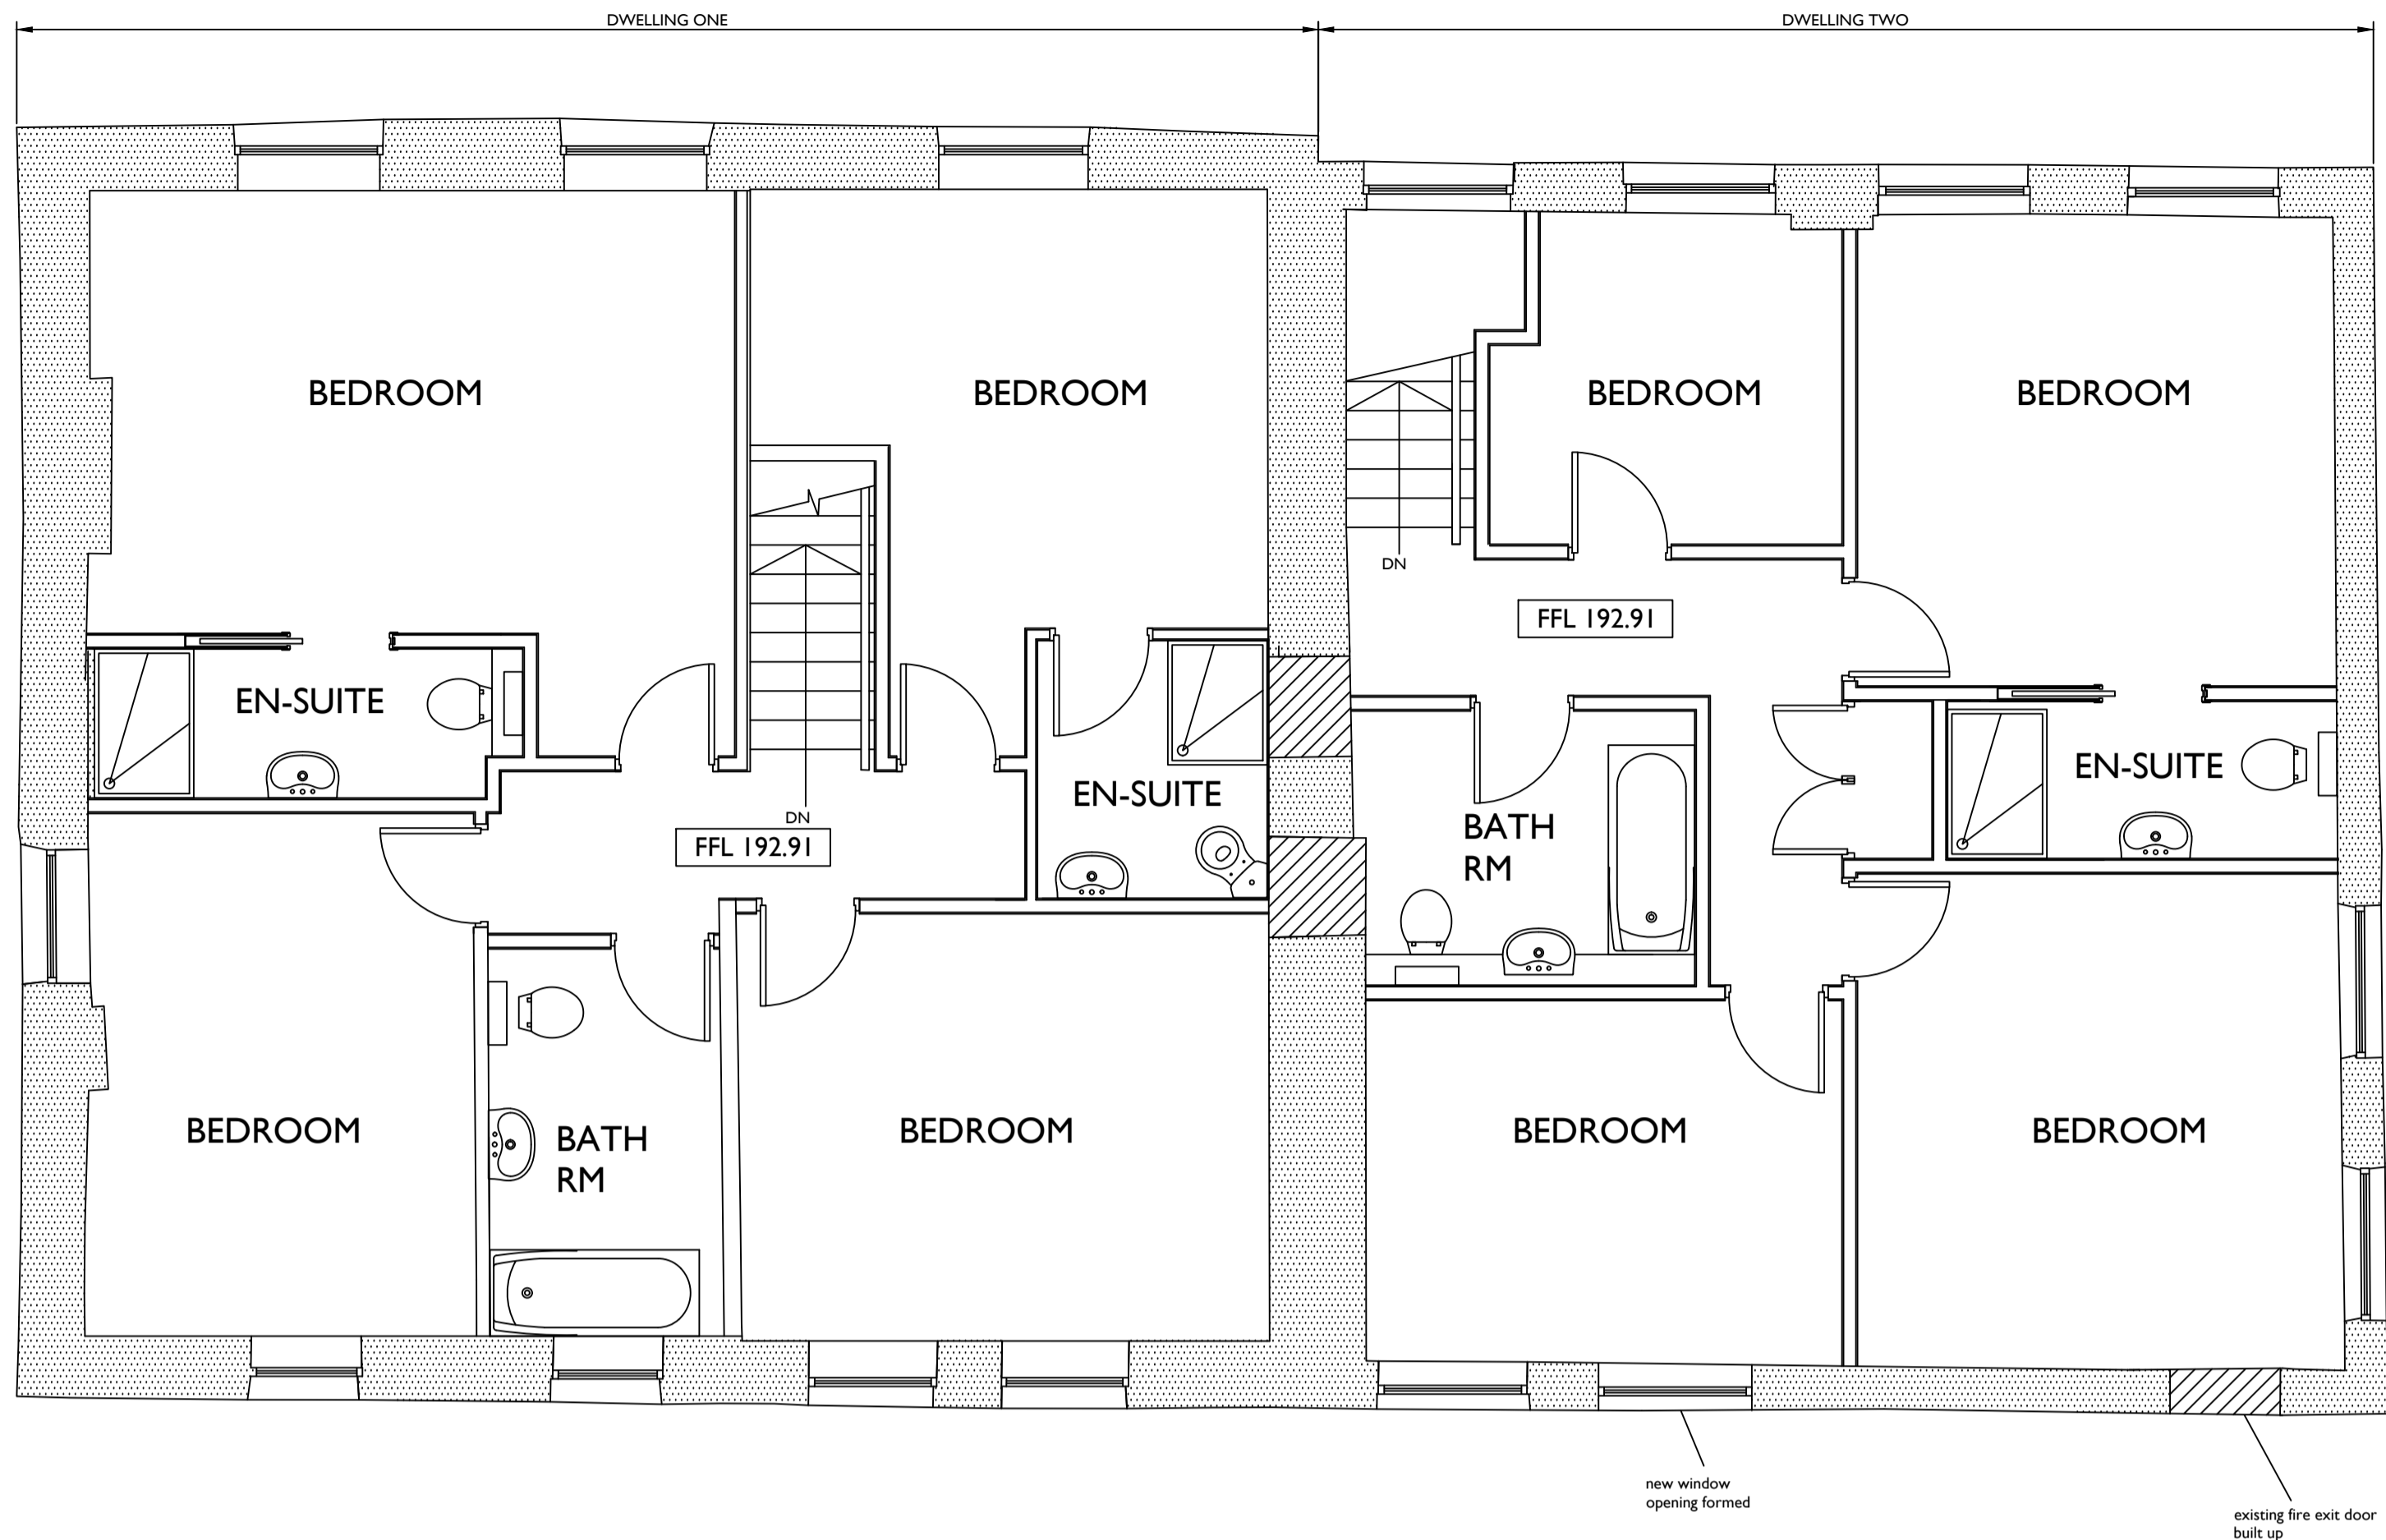 DWELLING ONE
DWELLING TWO
BEDROOM
BEDROOM
BEDROOM
BEDROOM
DN
FFL 192.91
EN-SUITE
EN-SUITE
EN-SUITE
DN
FFL 192.91
BATH
RM
BEDROOM
BATH
RM
BEDROOM
BEDROOM
BEDROOM
new window
opening formed
existing fire exit door
built up